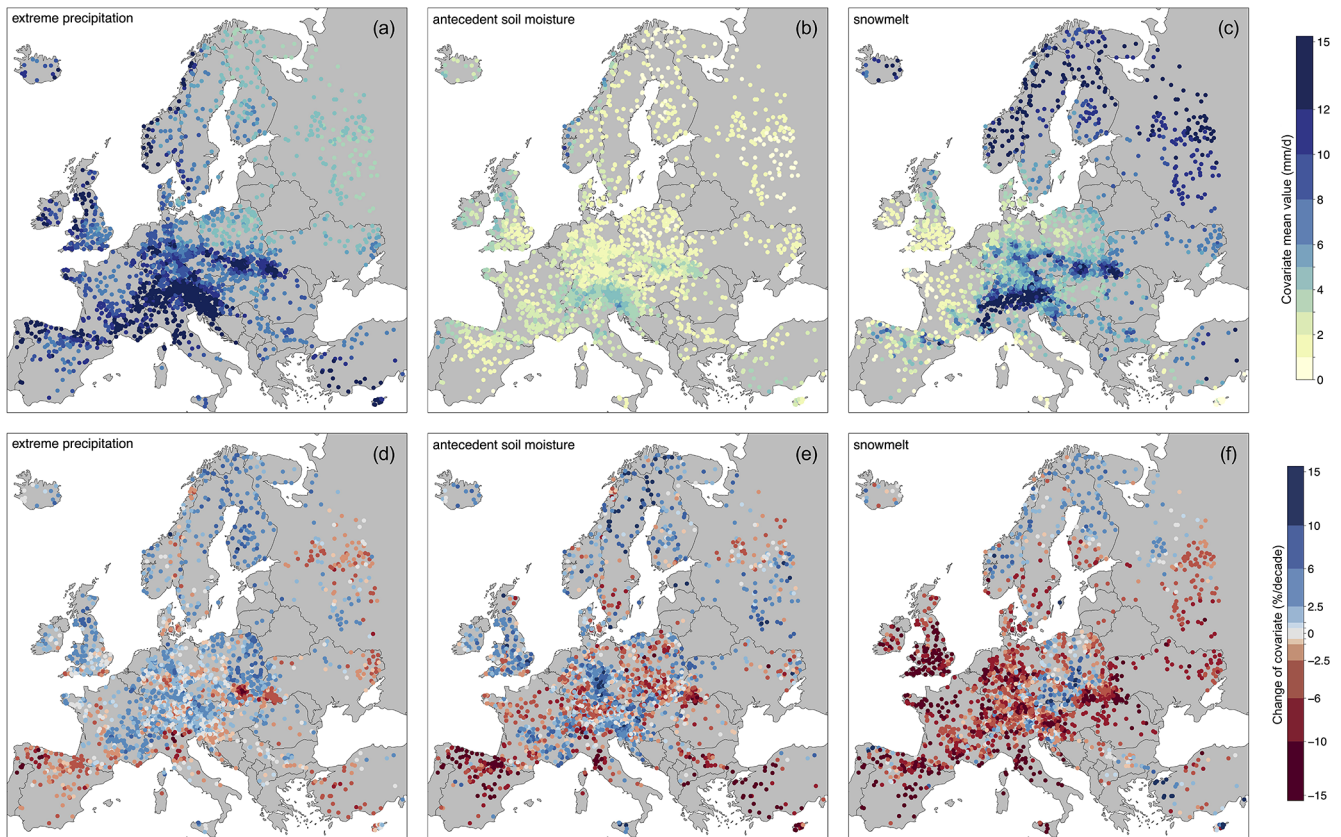 extreme precipitation
(a)
antecedent soil moisture
(b)
snowmelt
(c)
15
12
10
8
6
4
2
0
Covariate mean value (mm/d)
extreme precipitation
(d)
antecedent soil moisture
(e)
snowmelt
(f)
15
10
6
2.5
0
−2.5
−6
−10
−15
Change of covariate (%/decade)